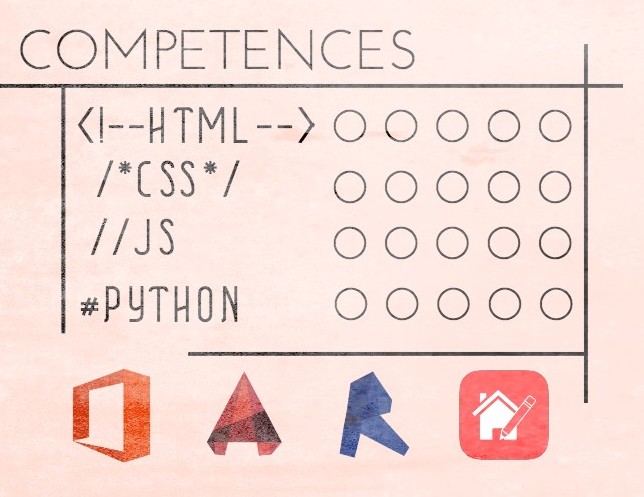 COMPETENCES
<!--HTML-->
/*CSS*/
//JS
#PYTHON